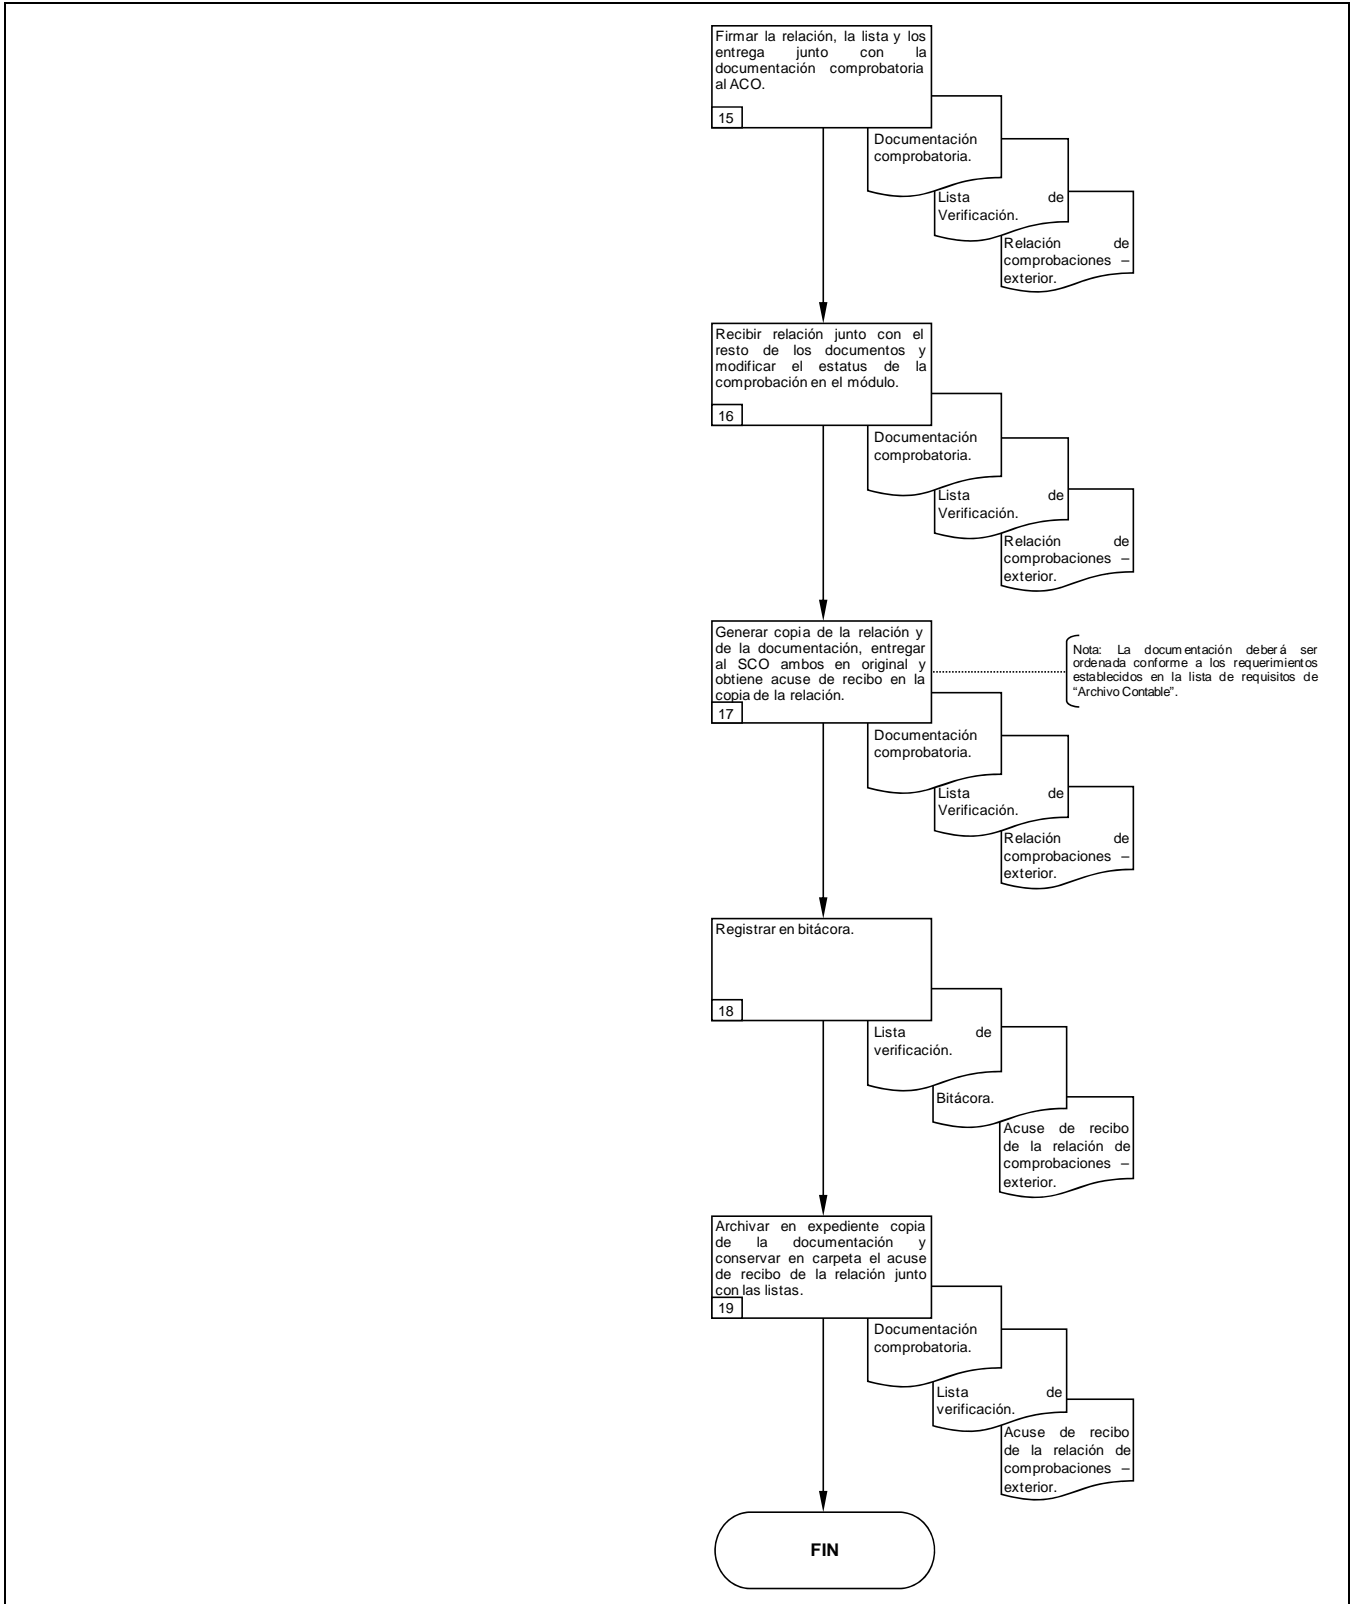 Firmar la relación, la lista y los
entrega junto con la
documentación comprobatoria
al ACO.
15
Documentación
comprobatoria.
Lista de
Verificación.
Relación de
comprobaciones –
exterior.
Recibir relación junto con el
resto de los documentos y
modificar el estatus de la
comprobación en el módulo.
16
Documentación
comprobatoria.
Lista de
Verificación.
Relación de
comprobaciones –
exterior.
Generar copia de la relación y
de la documentación, entregar
al SCO ambos en original y
obtiene acuse de recibo en la
copia de la relación.
17
Nota: La documentación deberá ser
ordenada conforme a los requerimientos
establecidos en la lista de requisitos de
“Archivo Contable”.
Documentación
comprobatoria.
Lista de
Verificación.
Relación de
comprobaciones –
exterior.
Registrar en bitácora.
18
Lista de
verificación.
Bitácora.
Acuse de recibo
de la relación de
comprobaciones –
exterior.
Archivar en expediente copia
de la documentación y
conservar en carpeta el acuse
de recibo de la relación junto
con las listas.
19
Documentación
comprobatoria.
Lista de
verificación.
Acuse de recibo
de la relación de
comprobaciones –
exterior.
FIN